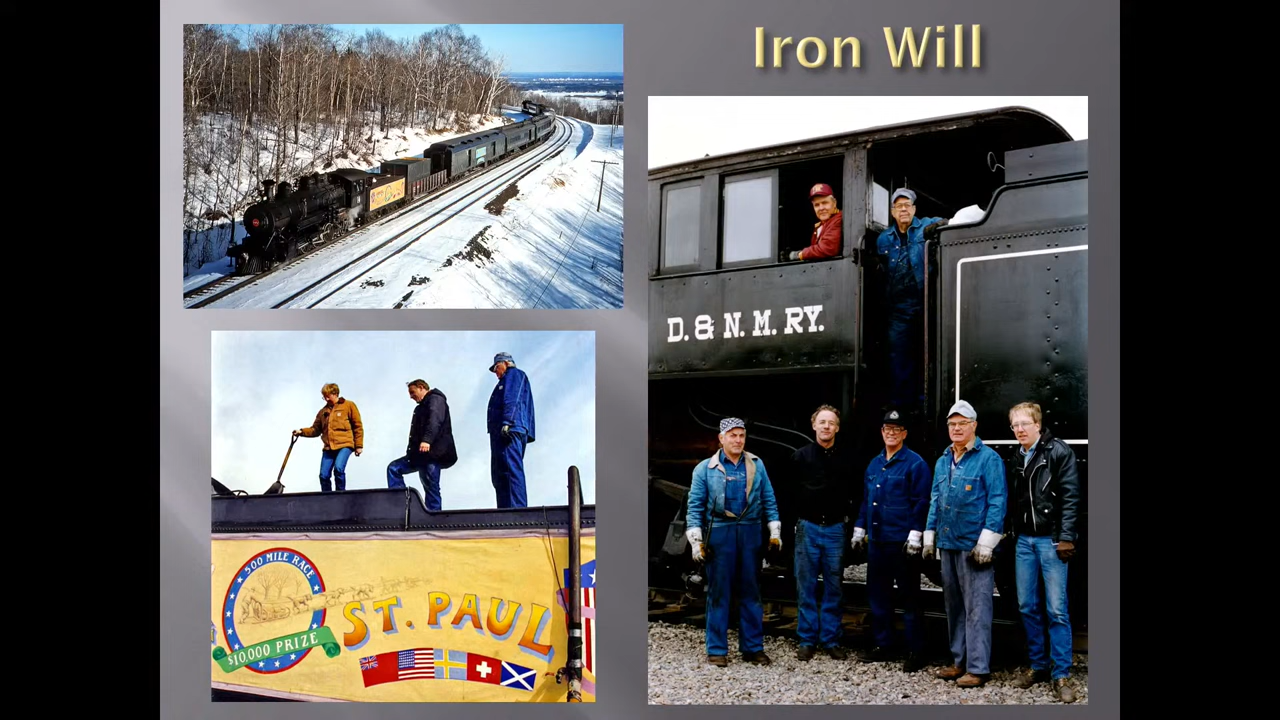 Iron Will
D. & N. M. RY.
500 MILE RACE
$10,000 PRIZE
ST. PAUL